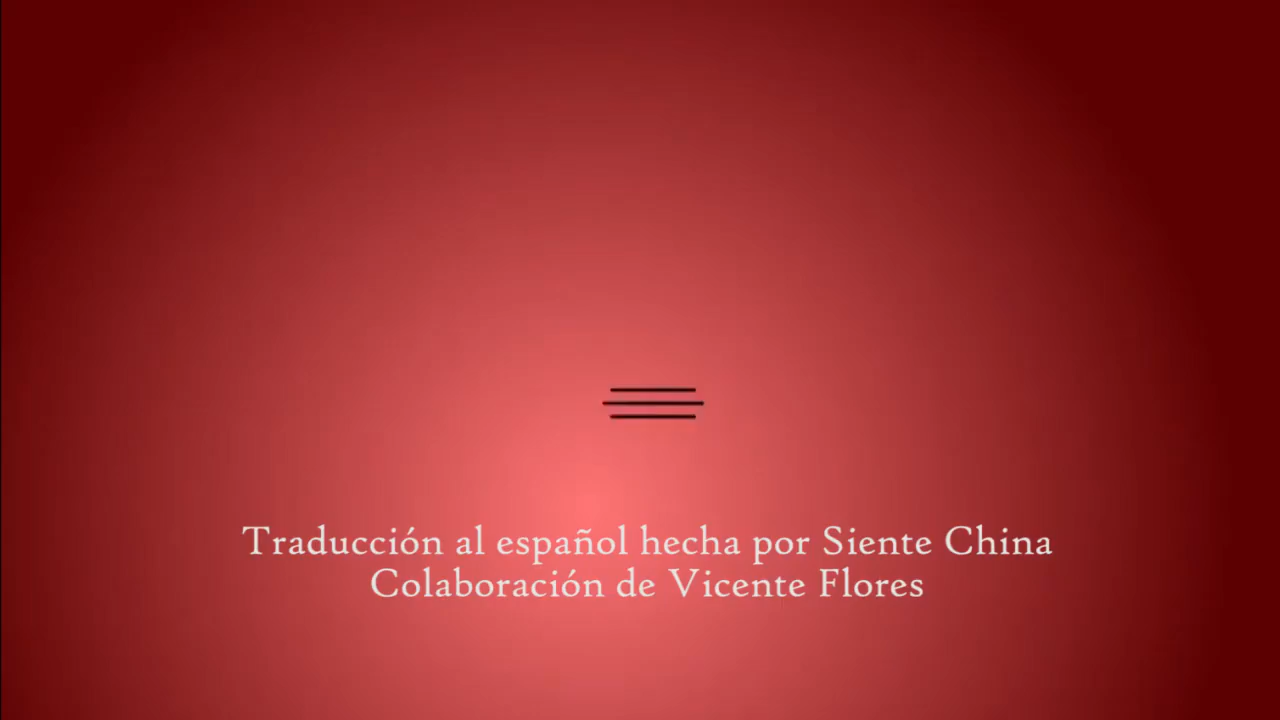 Traducción al español hecha por Siente China
Colaboración de Vicente Flores